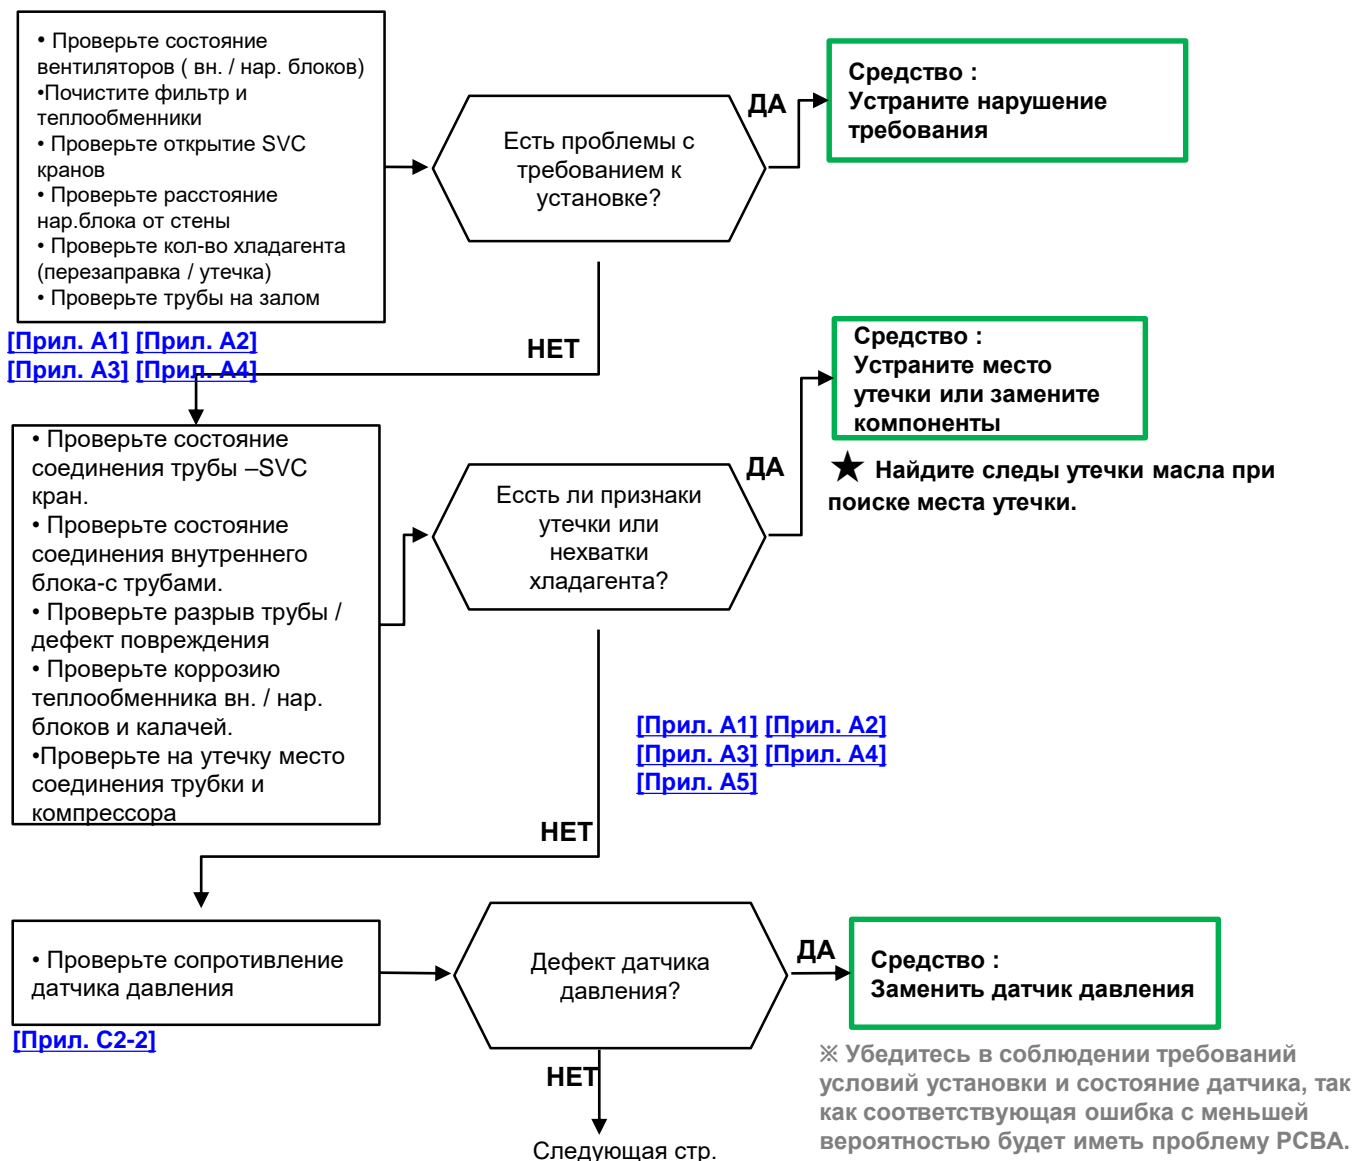 • Проверьте состояние
вентиляторов ( вн. / нар. блоков)
•Почистите фильтр и
теплообменники
• Проверьте открытие SVC
кранов
• Проверьте расстояние
нар.блока от стены
• Проверьте кол-во хладагента
(перезаправка / утечка)
• Проверьте трубы на залом
[Прил. A1] [Прил. A2]
[Прил. A3] [Прил. A4]
Есть проблемы с
требованием к
установке?
ДА
Средство :
Устраните нарушение
требования
НЕТ
• Проверьте состояние
соединения трубы –SVC
кран.
• Проверьте состояние
соединения внутреннего
блока-с трубами.
• Проверьте разрыв трубы /
дефект повреждения
• Проверьте коррозию
теплообменника вн. / нар.
блоков и калачей.
•Проверьте на утечку место
соединения трубки и
компрессора
Ессть ли признаки
утечки или
нехватки
хладагента?
ДА
Средство :
Устраните место
утечки или замените
компоненты
★ Найдите следы утечки масла при
поиске места утечки.
[Прил. A1] [Прил. A2]
[Прил. A3] [Прил. A4]
[Прил. A5]
НЕТ
• Проверьте сопротивление
датчика давления
[Прил. C2-2]
Дефект датчика
давления?
ДА
Средство :
Заменить датчик давления
НЕТ
Следующая стр.
※ Убедитесь в соблюдении требований
условий установки и состояние датчика, так
как соответствующая ошибка с меньшей
вероятностью будет иметь проблему PCBA.